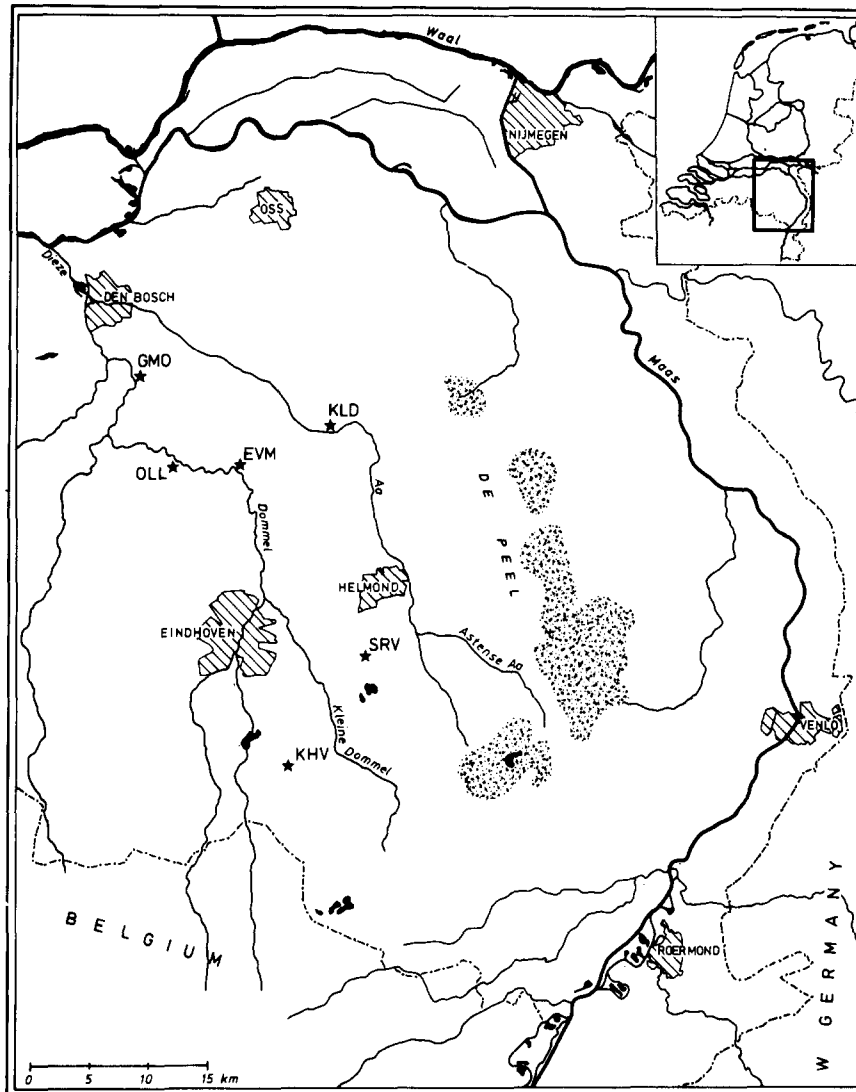 Waal
NIJMEGEN
OSS
Dieze
DEN BOSCH
GMO
Maas
KLD
OLL
EVM
Aa
DE PEEL
Dommel
HELMOND
EINDHOVEN
SRV
Astense Aa
Kleine Dommel
VENLO
KHV
BELGIUM
ROERMOND
W GERMANY
0 5 10 15 km